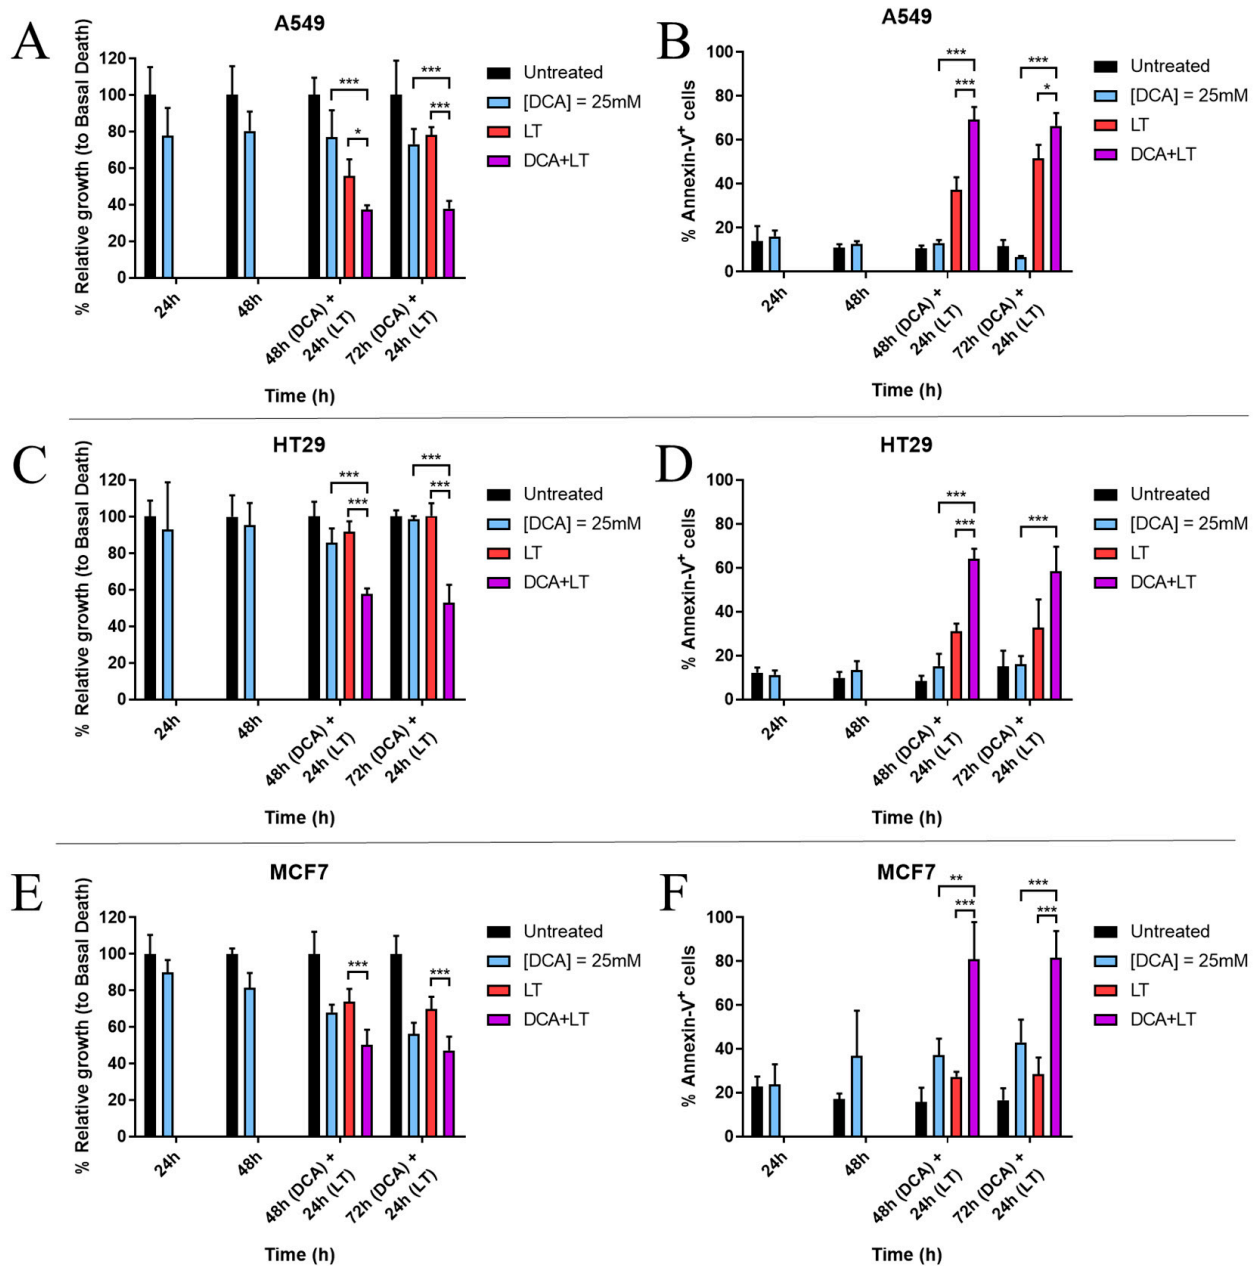 A
A549
% Relative growth (to Basal Death)
120
100
80
60
40
20
0
***
*
***
***
24h
48h
48h (DCA) +
24h (LT)
72h (DCA) +
24h (LT)
Time (h)
Untreated
[DCA] = 25mM
LT
DCA+LT
B
A549
% Annexin-V⁺ cells
100
80
60
40
20
0
***
***
***
*
24h
48h
48h (DCA) +
24h (LT)
72h (DCA) +
24h (LT)
Time (h)
Untreated
[DCA] = 25mM
LT
DCA+LT
C
HT29
% Relative growth (to Basal Death)
120
100
80
60
40
20
0
***
***
***
***
24h
48h
48h (DCA) +
24h (LT)
72h (DCA) +
24h (LT)
Time (h)
Untreated
[DCA] = 25mM
LT
DCA+LT
D
HT29
% Annexin-V⁺ cells
100
80
60
40
20
0
***
***
***
24h
48h
48h (DCA) +
24h (LT)
72h (DCA) +
24h (LT)
Time (h)
Untreated
[DCA] = 25mM
LT
DCA+LT
E
MCF7
% Relative growth (to Basal Death)
120
100
80
60
40
20
0
***
***
24h
48h
48h (DCA) +
24h (LT)
72h (DCA) +
24h (LT)
Time (h)
Untreated
[DCA] = 25mM
LT
DCA+LT
F
MCF7
% Annexin-V⁺ cells
100
80
60
40
20
0
**
***
***
***
24h
48h
48h (DCA) +
24h (LT)
72h (DCA) +
24h (LT)
Time (h)
Untreated
[DCA] = 25mM
LT
DCA+LT